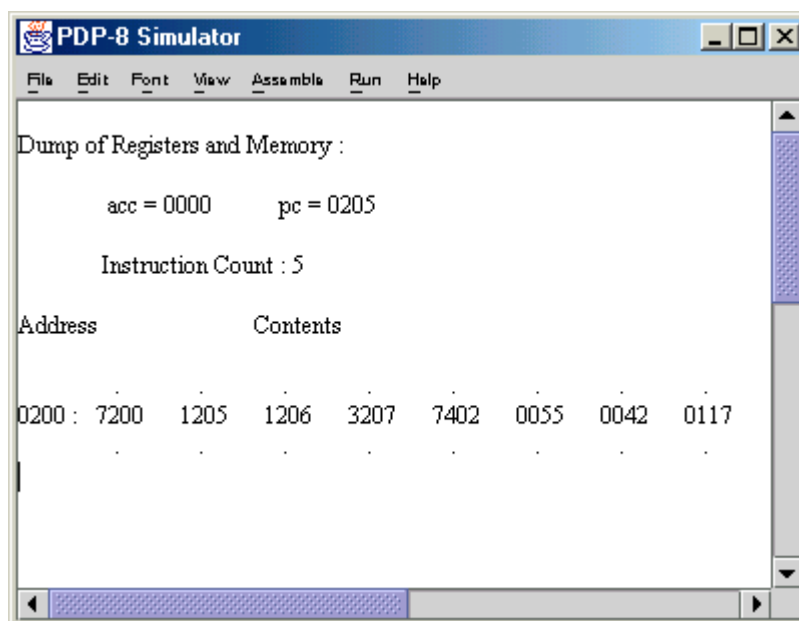 PDP-8 Simulator
File Edit Font View Assemble Run Help
Dump of Registers and Memory :
acc = 0000 pc = 0205
Instruction Count : 5
Address Contents
. . . . . . . .
0200 : 7200 1205 1206 3207 7402 0055 0042 0117
. . . . . . . .